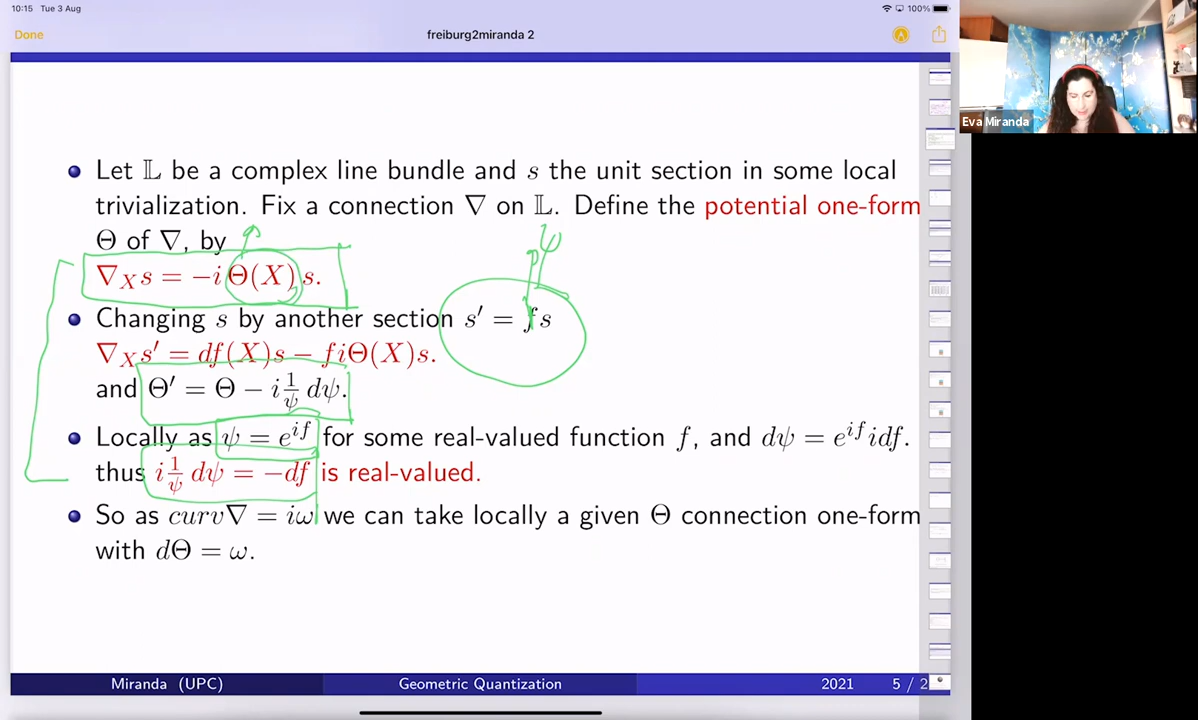 10:15 Tue 3 Aug
100%
Done
freiburg2miranda 2
Eva Miranda
Let 𝕃 be a complex line bundle and s the unit section in some local
trivialization. Fix a connection ∇ on 𝕃. Define the potential one-form
Θ of ∇, by
∇_X s = −iΘ(X)s.
ψ
Changing s by another section s′ = fs
∇_X s′ = df(X)s − fiΘ(X)s.
and Θ′ = Θ − i 1/ψ dψ.
Locally as ψ = e^{if} for some real-valued function f, and dψ = e^{if} idf.
thus i 1/ψ dψ = −df is real-valued.
So as curv∇ = iω we can take locally a given Θ connection one-form
with dΘ = ω.
Miranda (UPC) Geometric Quantization 2021 5 / 2